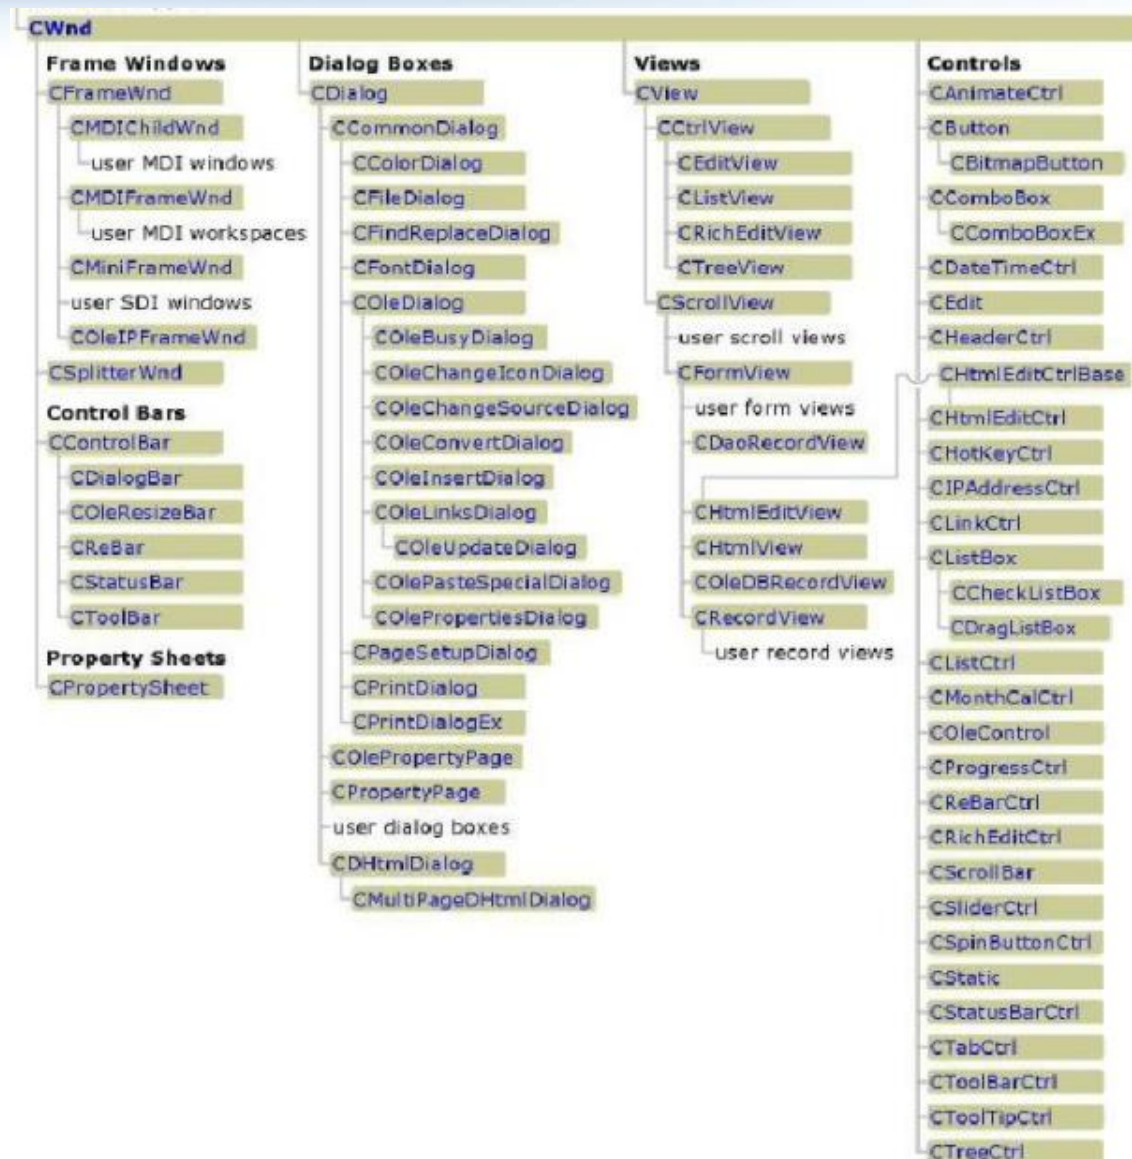 CWnd
Frame Windows
CFrameWnd
CMDIChildWnd
user MDI windows
CMDIFrameWnd
user MDI workspaces
CMiniFrameWnd
user SDI windows
COleIPFrameWnd
CSplitterWnd
Control Bars
CControlBar
CDialogBar
COleResizeBar
CReBar
CStatusBar
CToolBar
Property Sheets
CPropertySheet
Dialog Boxes
CDialog
CCommonDialog
CColorDialog
CFileDialog
CFindReplaceDialog
CFontDialog
COleDialog
COleBusyDialog
COleChangeIconDialog
COleChangeSourceDialog
COleConvertDialog
COleInsertDialog
COleLinksDialog
COleUpdateDialog
COlePasteSpecialDialog
COlePropertiesDialog
CPageSetupDialog
CPrintDialog
CPrintDialogEx
COlePropertyPage
CPropertyPage
user dialog boxes
CDHtmlDialog
CMultiPageDHtmlDialog
Views
CView
CCtrlView
CEditView
CListView
CRichEditView
CTreeView
CScrollView
user scroll views
CFormView
user form views
CDaoRecordView
CHtmlEditView
CHtmlView
COleDBRecordView
CRecordView
user record views
Controls
CAnimateCtrl
CButton
CBitmapButton
CComboBox
CComboBoxEx
CDateTimeCtrl
CEdit
CHeaderCtrl
CHtmlEditCtrlBase
CHtmlEditCtrl
CHotKeyCtrl
CIPAddressCtrl
CLinkCtrl
CListBox
CCheckListBox
CDragListBox
CListCtrl
CMonthCalCtrl
COleControl
CProgressCtrl
CReBarCtrl
CRichEditCtrl
CScrollBar
CSliderCtrl
CSpinButtonCtrl
CStatic
CStatusBarCtrl
CTabCtrl
CToolBarCtrl
CToolTipCtrl
CTreeCtrl